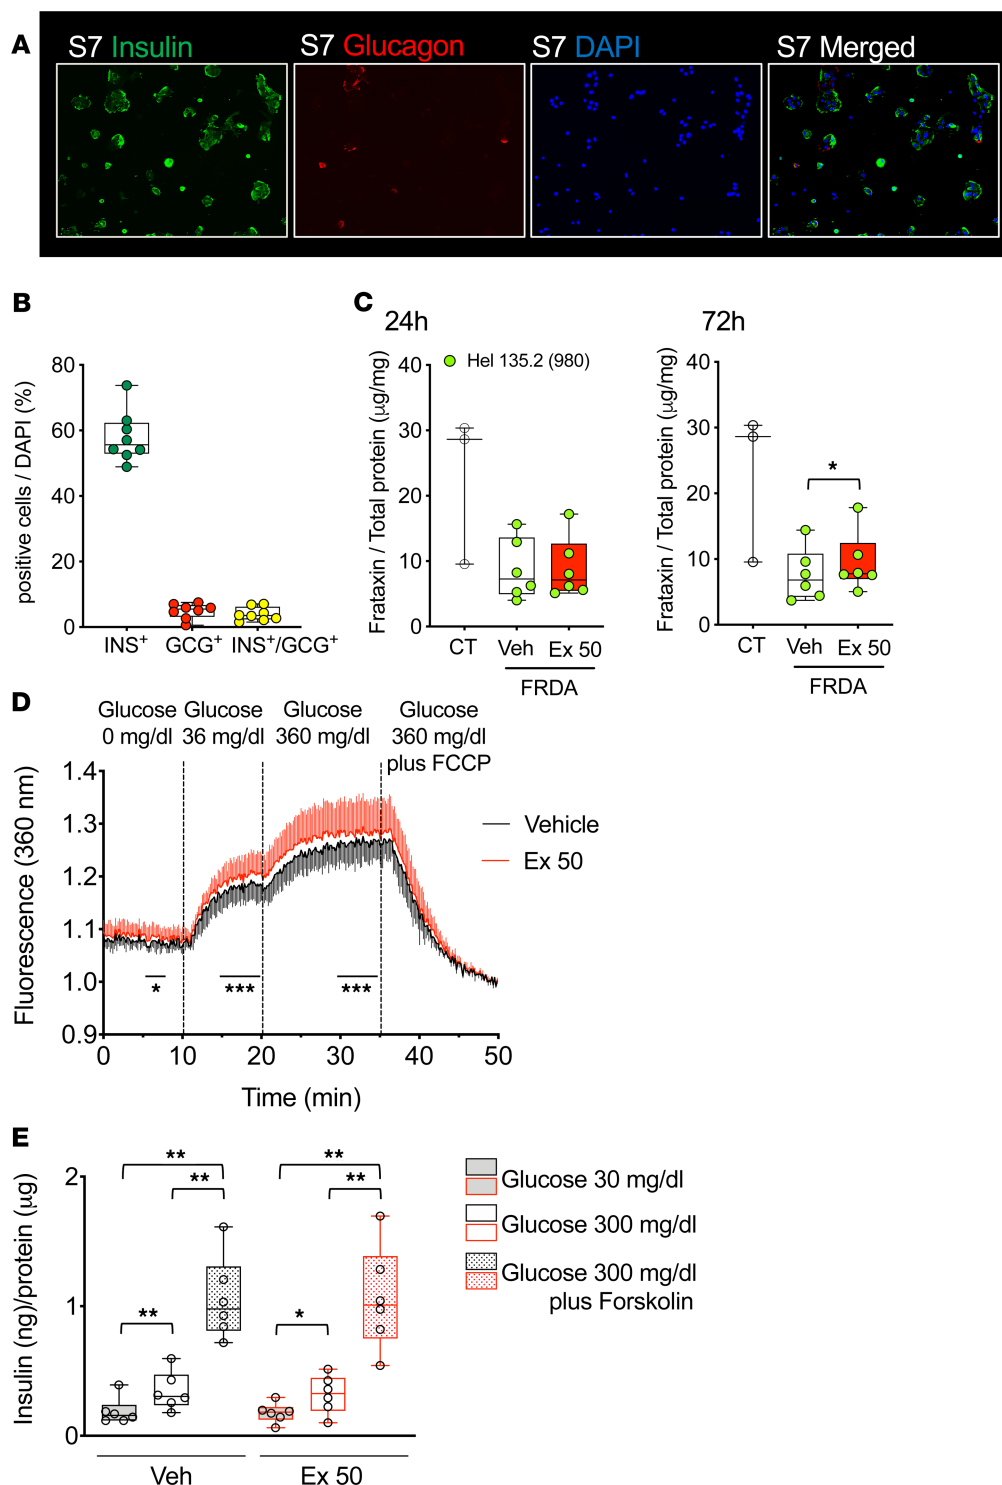 A
S7 Insulin
S7 Glucagon
S7 DAPI
S7 Merged
B
positive cells / DAPI (%)
80
60
40
20
0
INS+
GCG+
INS+/GCG+
C
24h
Hel 135.2 (980)
Frataxin / Total protein (µg/mg)
40
30
20
10
0
CT
Veh
Ex 50
FRDA
72h
Frataxin / Total protein (µg/mg)
40
30
20
10
0
*
CT
Veh
Ex 50
FRDA
D
Glucose
0 mg/dl
Glucose
36 mg/dl
Glucose
360 mg/dl
Glucose
360 mg/dl
plus FCCP
Fluorescence (360 nm)
1.4
1.3
1.2
1.1
1.0
0.9
Vehicle
Ex 50
*
***
***
0
10
20
30
40
50
Time (min)
E
Insulin (ng)/protein (µg)
2
1
0
**
**
**
**
**
*
Veh
Ex 50
Glucose 30 mg/dl
Glucose 300 mg/dl
Glucose 300 mg/dl
plus Forskolin